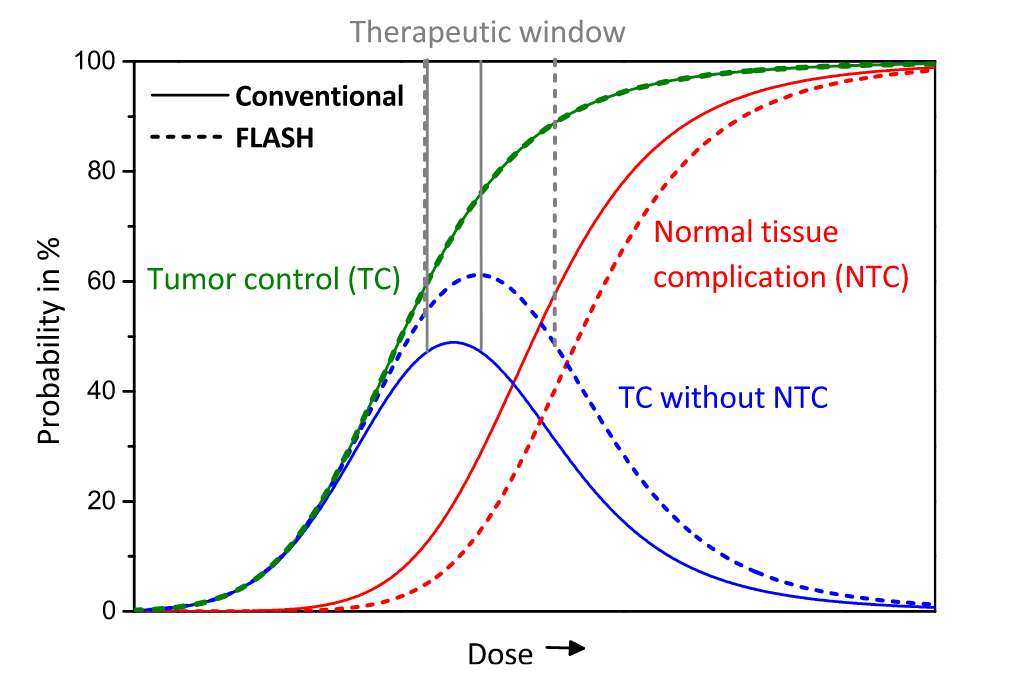 Therapeutic window
100
80
60
40
20
0
Probability in %
Conventional
FLASH
Tumor control (TC)
Normal tissue
complication (NTC)
TC without NTC
Dose →